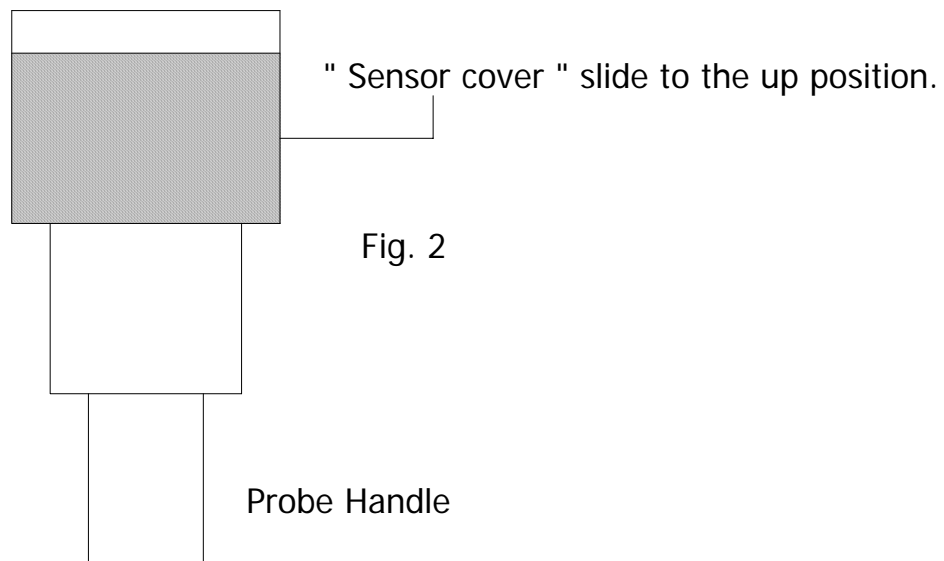 " Sensor cover " slide to the up position.
Fig. 2
Probe Handle